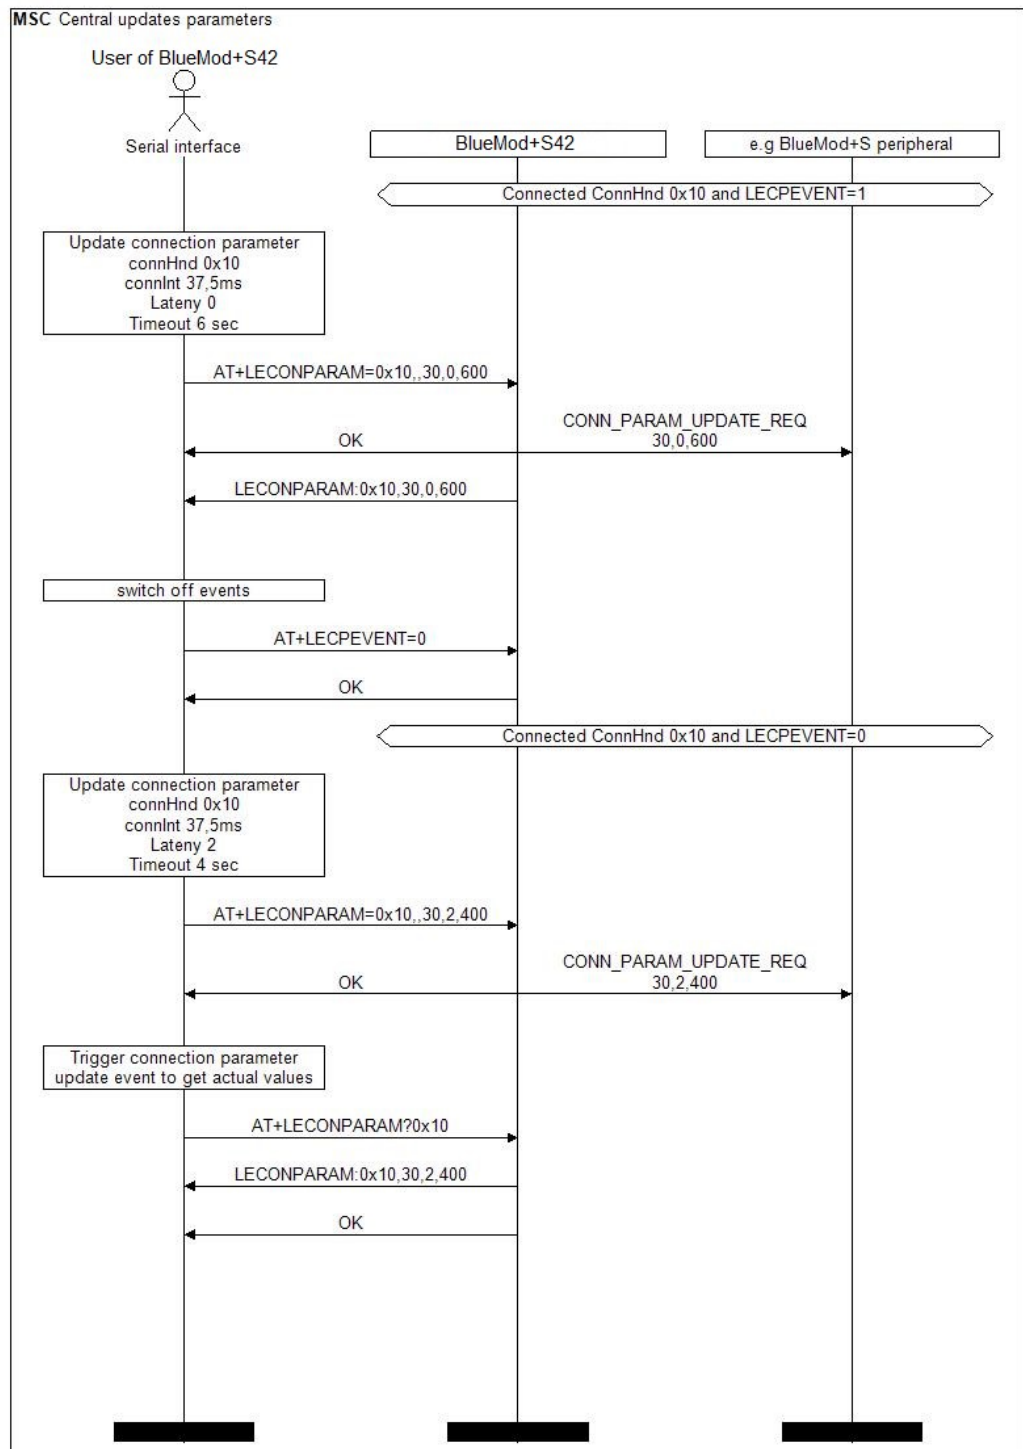 MSC Central updates parameters
User of BlueMod+S42
Serial interface
BlueMod+S42
e.g BlueMod+S peripheral
Connected ConnHnd 0x10 and LECPEVENT=1
Update connection parameter
connHnd 0x10
connInt 37,5ms
Lateny 0
Timeout 6 sec
AT+LECONPARAM=0x10,,30,0,600
CONN_PARAM_UPDATE_REQ
OK
30,0,600
LECONPARAM:0x10,30,0,600
switch off events
AT+LECPEVENT=0
OK
Connected ConnHnd 0x10 and LECPEVENT=0
Update connection parameter
connHnd 0x10
connInt 37,5ms
Lateny 2
Timeout 4 sec
AT+LECONPARAM=0x10,,30,2,400
CONN_PARAM_UPDATE_REQ
OK
30,2,400
Trigger connection parameter
update event to get actual values
AT+LECONPARAM?0x10
LECONPARAM:0x10,30,2,400
OK